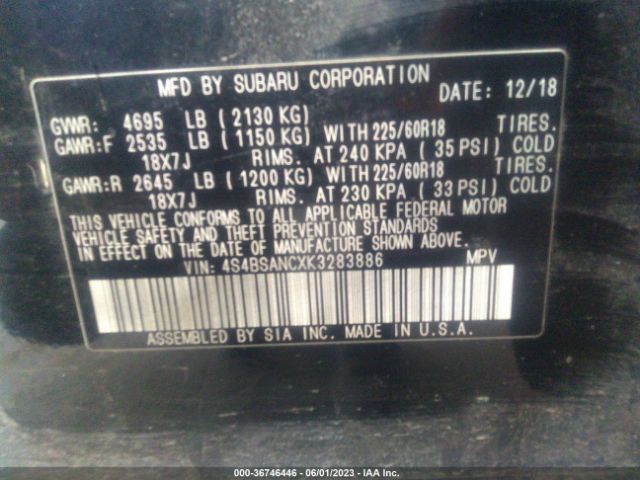 MFD BY SUBARU CORPORATION DATE: 12/18
GVWR: 4695 LB (2130 KG)
GAWR:F 2535 LB (1150 KG) WITH 225/60R18 TIRES.
18X7J RIMS. AT 240 KPA (35 PSI) COLD
GAWR:R 2645 LB (1200 KG) WITH 225/60R18 TIRES.
18X7J RIMS. AT 230 KPA (33 PSI) COLD
THIS VEHICLE CONFORMS TO ALL APPLICABLE FEDERAL MOTOR
VEHICLE SAFETY AND THEFT PREVENTION STANDARDS
IN EFFECT ON THE DATE OF MANUFACTURE SHOWN ABOVE.
VIN: 4S4BSANCXK3283886 MPV
ASSEMBLED BY SIA INC. MADE IN U.S.A.
000-36746446 - 06/01/2023 - IAA Inc.